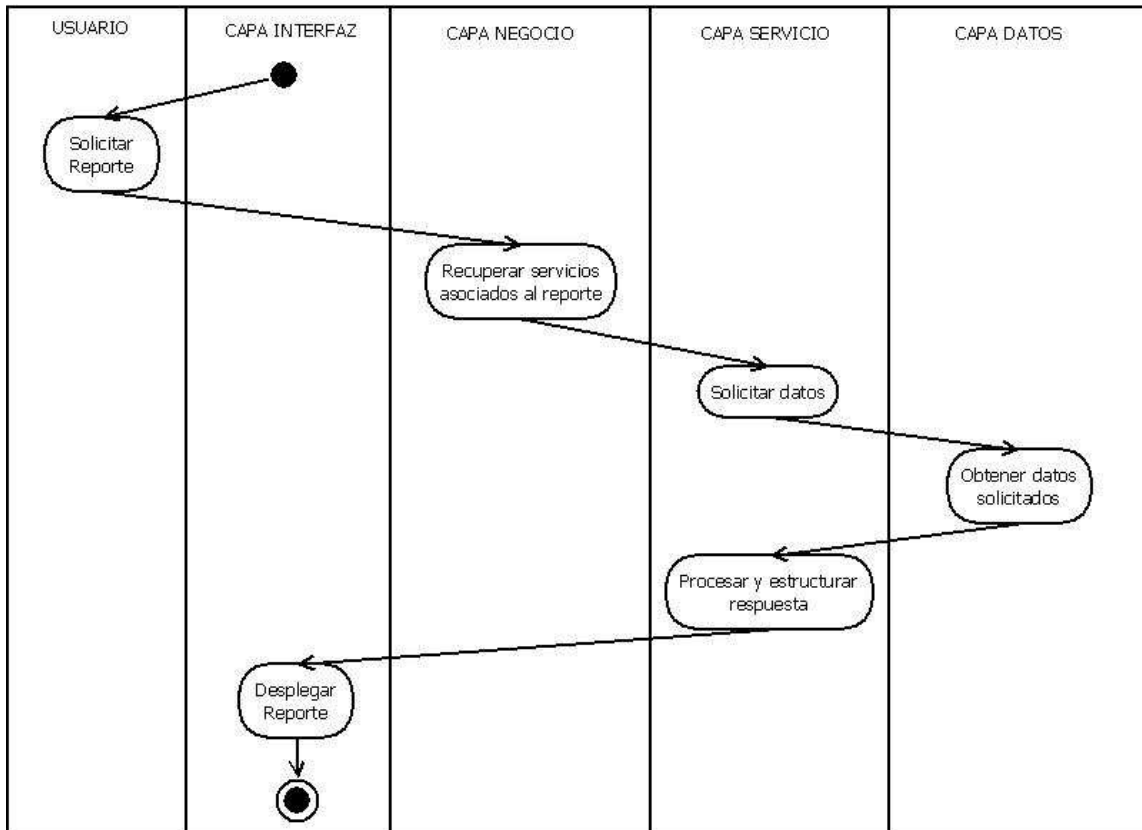 USUARIO
CAPA INTERFAZ
CAPA NEGOCIO
CAPA SERVICIO
CAPA DATOS
Solicitar
Reporte
Recuperar servicios
asociados al reporte
Solicitar datos
Obtener datos
solicitados
Procesar y estructurar
respuesta
Desplegar
Reporte